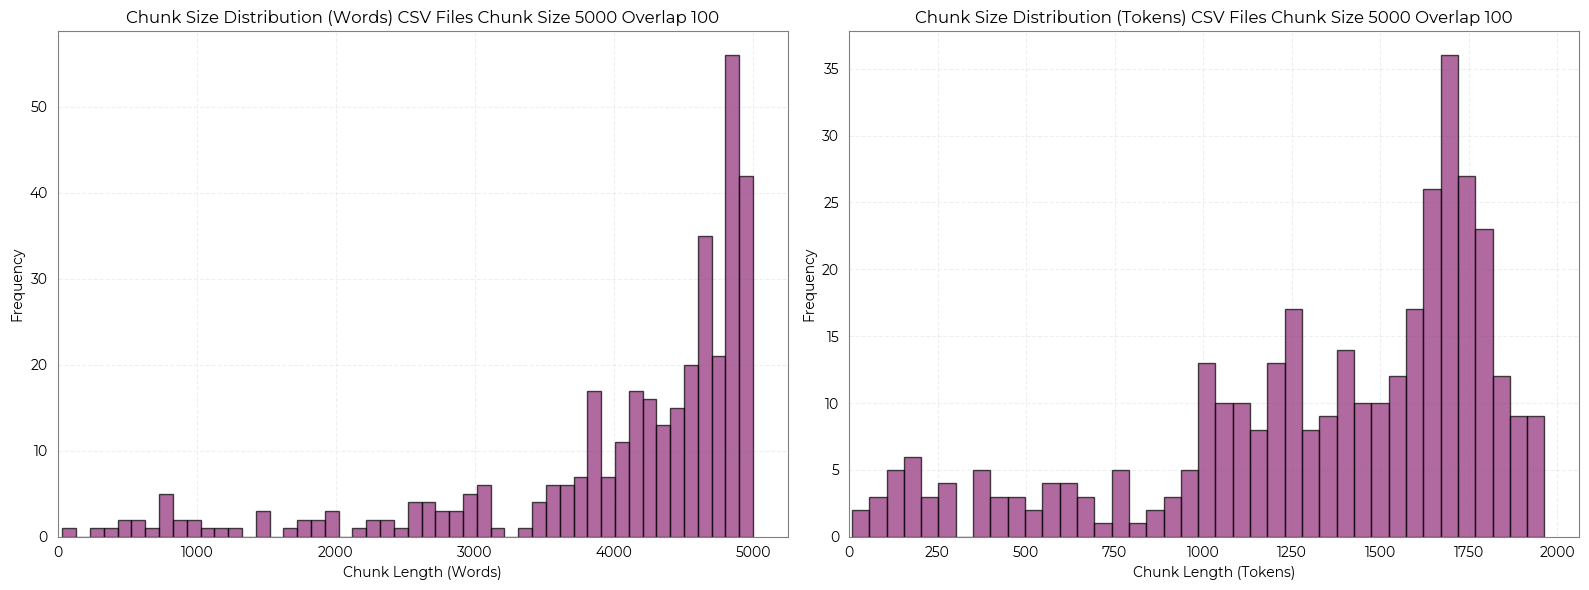 Chunk Size Distribution (Words) CSV Files Chunk Size 5000 Overlap 100
Frequency
50
40
30
20
10
0
0 1000 2000 3000 4000 5000
Chunk Length (Words)
Chunk Size Distribution (Tokens) CSV Files Chunk Size 5000 Overlap 100
Frequency
35
30
25
20
15
10
5
0
0 250 500 750 1000 1250 1500 1750 2000
Chunk Length (Tokens)